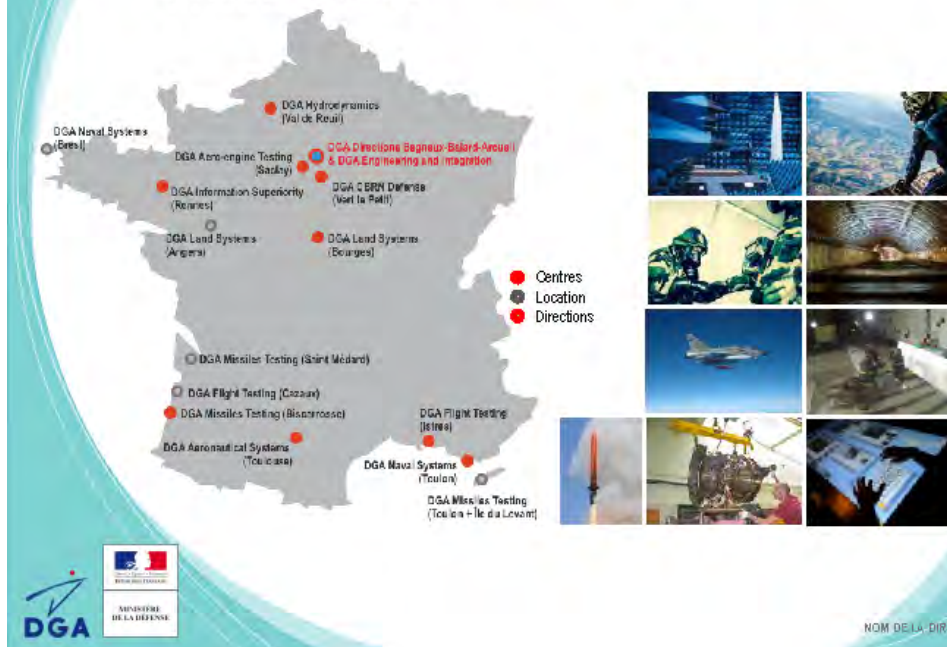 DGA Hydrodynamics
(Val de Reuil)
DGA Naval Systems
(Brest)
DGA Directions Bagneux-Balard-Arcueil
& DGA Engineering and Integration
DGA Aero-engine Testing
(Saclay)
DGA CBRN Defense
(Vert le Petit)
DGA Information Superiority
(Rennes)
DGA Land Systems
(Angers)
DGA Land Systems
(Bourges)
Centres
Location
Directions
DGA Missiles Testing (Saint Médard)
DGA Flight Testing (Cazaux)
DGA Missiles Testing (Biscarrosse)
DGA Flight Testing
(Istres)
DGA Aeronautical Systems
(Toulouse)
DGA Naval Systems
(Toulon)
DGA Missiles Testing
(Toulon + Île du Levant)
MINISTÈRE
DE LA DÉFENSE
DGA
NOM DE LA DIR